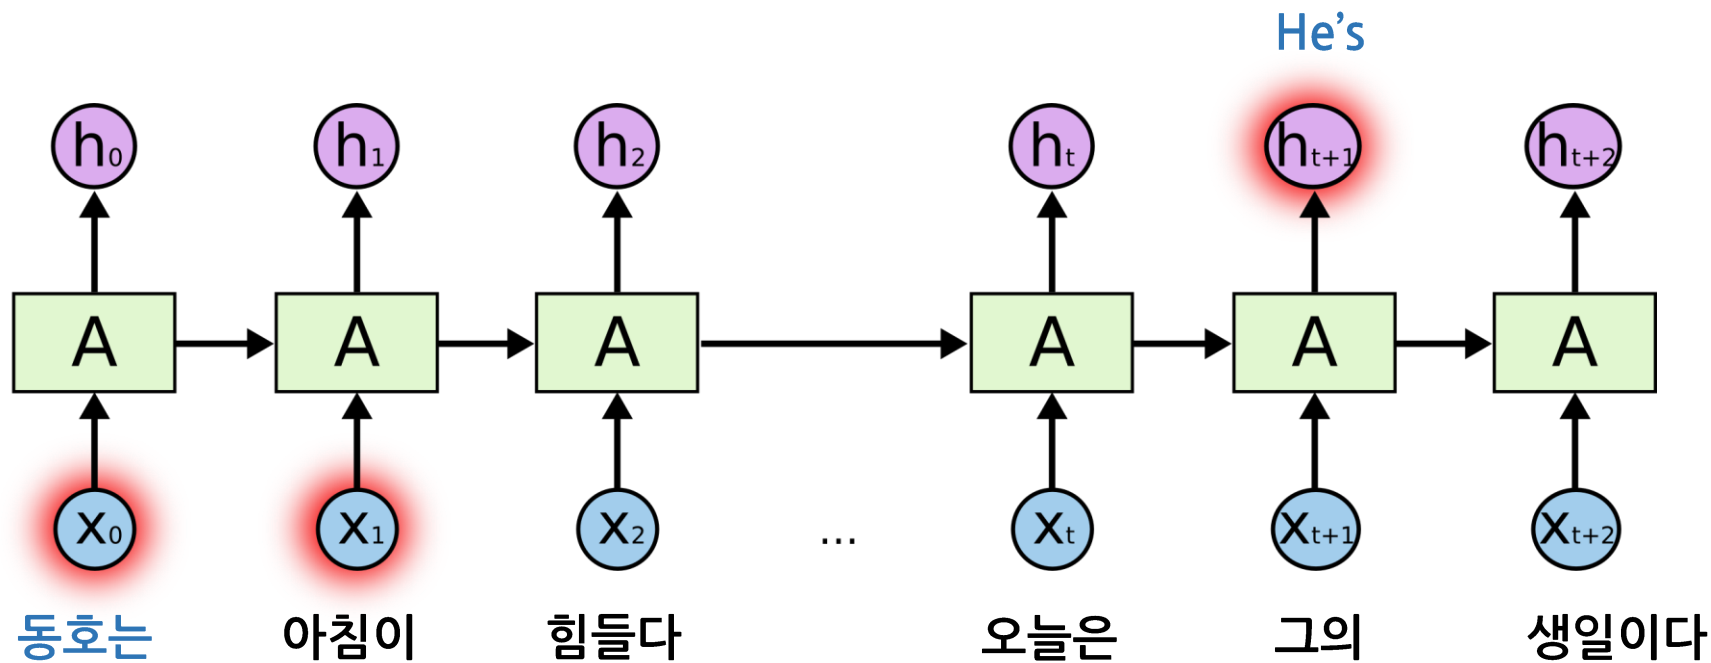 He's
h0 h1 h2 ht ht+1 ht+2
A A A A A A
x0 x1 x2 ... xt xt+1 xt+2
동호는 아침이 힘들다 오늘은 그의 생일이다